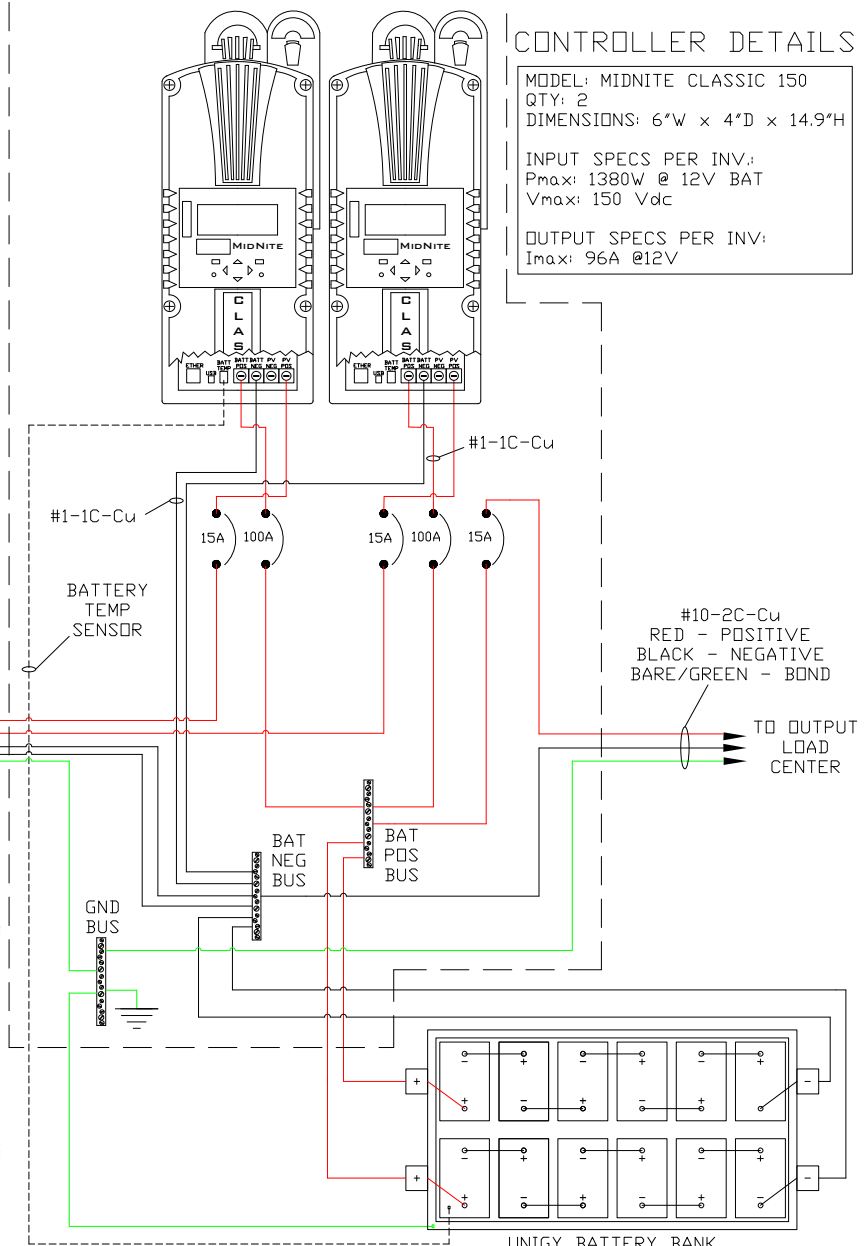 CONTROLLER DETAILS
MODEL: MIDNITE CLASSIC 150
QTY: 2
DIMENSIONS: 6"W x 4"D x 14.9"H
INPUT SPECS PER INV.:
Pmax: 1380W @ 12V BAT
Vmax: 150 Vdc
OUTPUT SPECS PER INV:
Imax: 96A @12V
MIDNITE
MIDNITE
C
L
A
S
C
L
A
S
ETHER
USB
BATT
TEMP
BATT
POS
BATT
NEG
PV
NEG
PV
POS
ETHER
USB
BATT
TEMP
BATT
POS
BATT
NEG
PV
NEG
PV
POS
#1-1C-Cu
#1-1C-Cu
15A
100A
15A
100A
15A
BATTERY
TEMP
SENSOR
#10-2C-Cu
RED - POSITIVE
BLACK - NEGATIVE
BARE/GREEN - BOND
TO OUTPUT
LOAD
CENTER
BAT
NEG
BUS
BAT
POS
BUS
GND
BUS
+
- + - + - +
+ - + - + -
-
+
- + - + - +
+ - + - + -
-
UNIGY BATTERY BANK